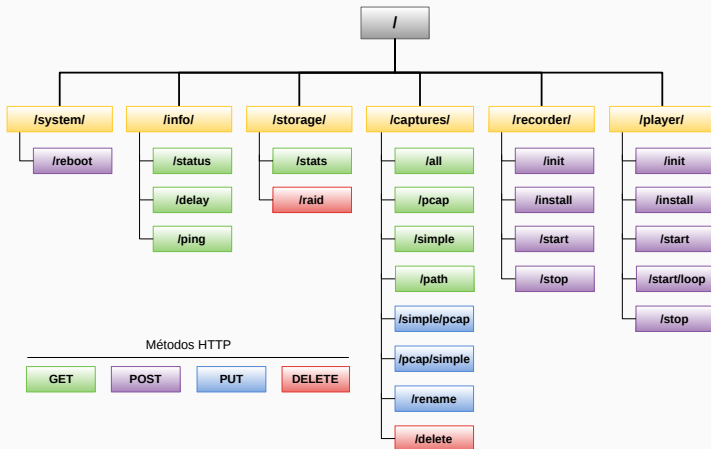 /
/system/
/info/
/storage/
/captures/
/recorder/
/player/
/reboot
/status
/stats
/all
/init
/init
/delay
/raid
/pcap
/install
/install
/ping
/simple
/start
/start
/path
/stop
/start/loop
/simple/pcap
/stop
Métodos HTTP
/pcap/simple
GET
POST
PUT
DELETE
/rename
/delete